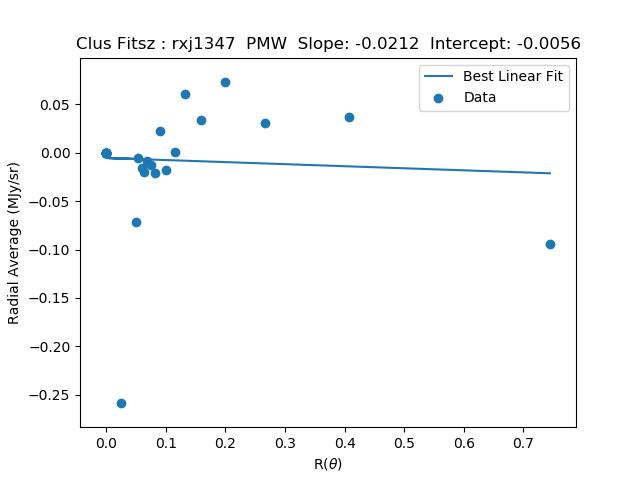 Clus Fitsz : rxj1347  PMW  Slope: -0.0212  Intercept: -0.0056
Best Linear Fit
Data
0.05
0.00
−0.05
−0.10
−0.15
−0.20
−0.25
Radial Average (MJy/sr)
0.0 0.1 0.2 0.3 0.4 0.5 0.6 0.7
R(θ)